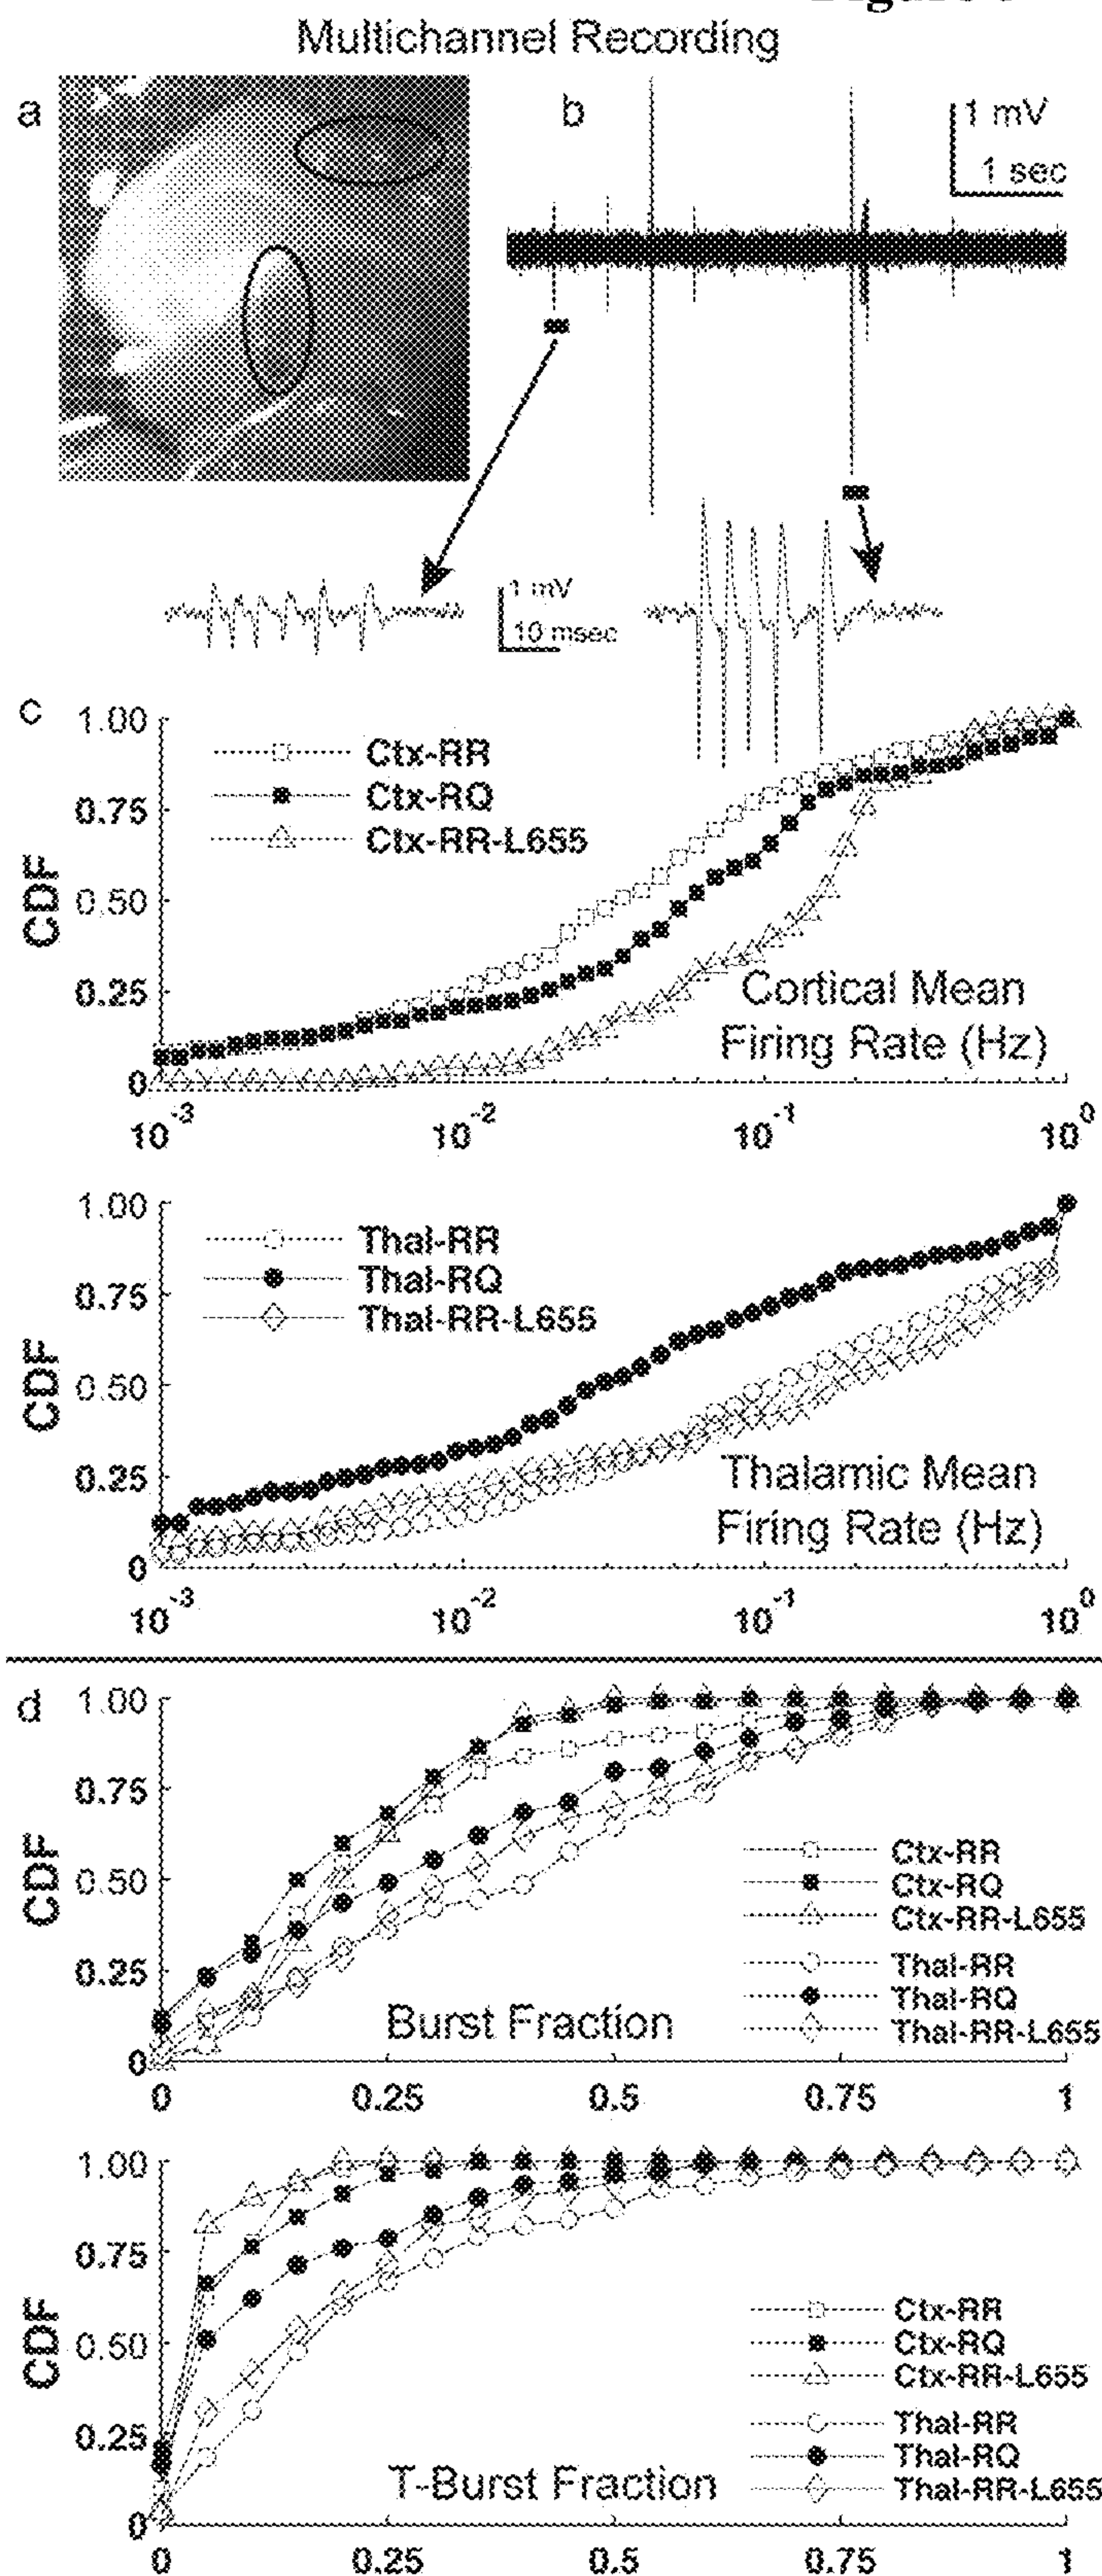 Multichannel Recording
a
b
1 mV
1 sec
1 mV
10 msec
c
1.00
0.75
0.50
0.25
0
CDF
Ctx-RR
Ctx-RQ
Ctx-RR-L655
Cortical Mean
Firing Rate (Hz)
10^-3 10^-2 10^-1 10^0
1.00
0.75
0.50
0.25
0
CDF
Thal-RR
Thal-RQ
Thal-RR-L655
Thalamic Mean
Firing Rate (Hz)
10^-3 10^-2 10^-1 10^0
d
1.00
0.75
0.50
0.25
0
CDF
Ctx-RR
Ctx-RQ
Ctx-RR-L655
Thal-RR
Thal-RQ
Thal-RR-L655
Burst Fraction
0 0.25 0.5 0.75 1
1.00
0.75
0.50
0.25
0
CDF
Ctx-RR
Ctx-RQ
Ctx-RR-L655
Thal-RR
Thal-RQ
Thal-RR-L655
T-Burst Fraction
0 0.25 0.5 0.75 1